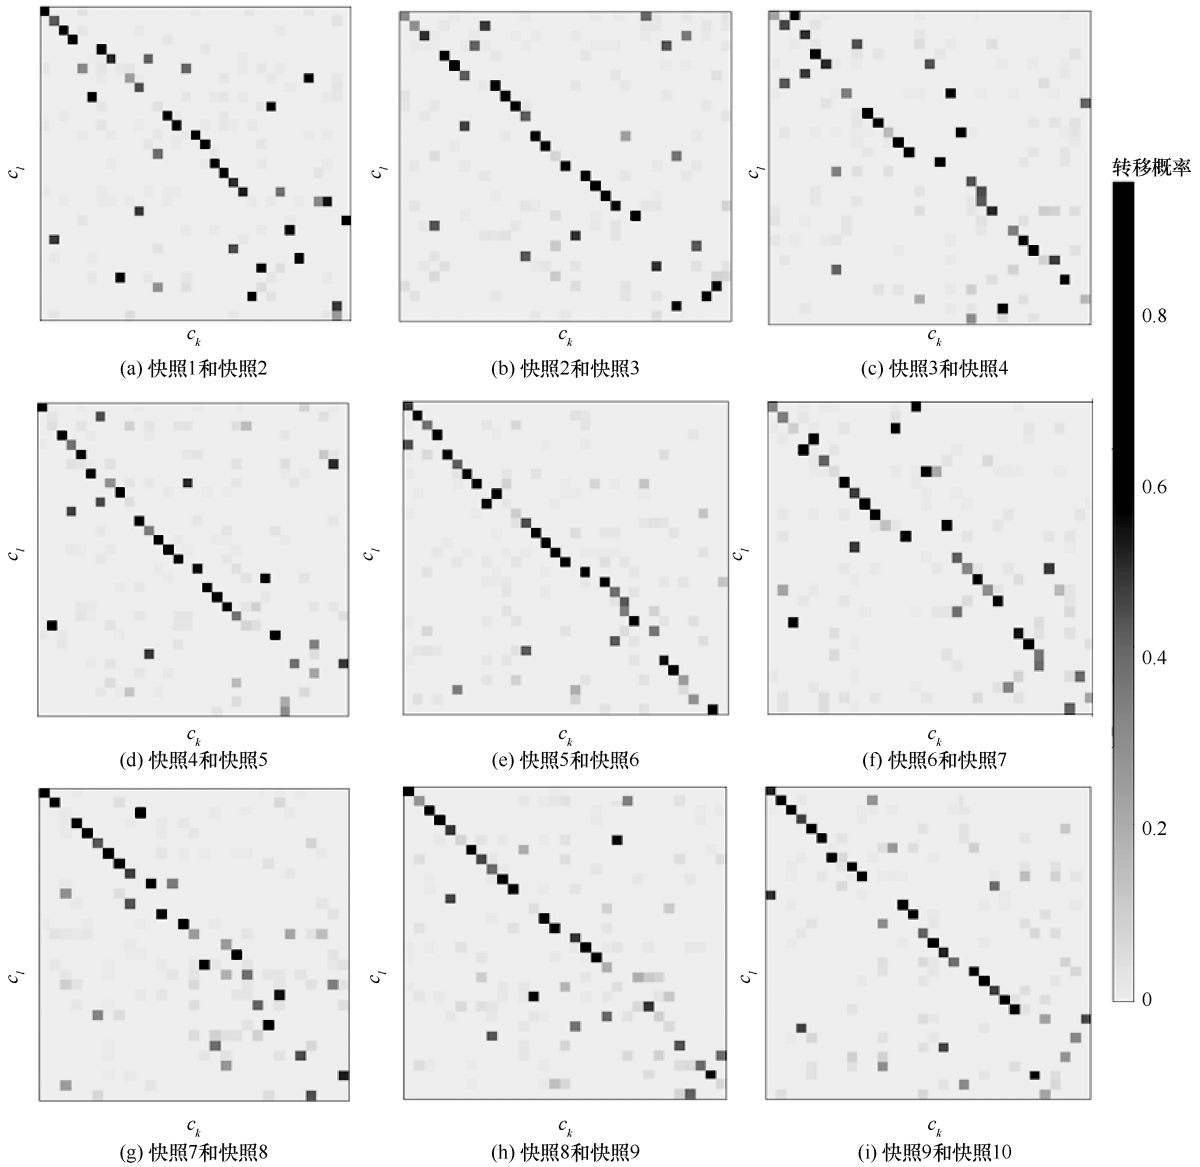 c_l
c_k
(a) 快照1和快照2
c_l
c_k
(b) 快照2和快照3
c_l
c_k
(c) 快照3和快照4
转移概率
0.8
0.6
0.4
0.2
0
c_l
c_k
(d) 快照4和快照5
c_l
c_k
(e) 快照5和快照6
c_l
c_k
(f) 快照6和快照7
c_l
c_k
(g) 快照7和快照8
c_l
c_k
(h) 快照8和快照9
c_l
c_k
(i) 快照9和快照10